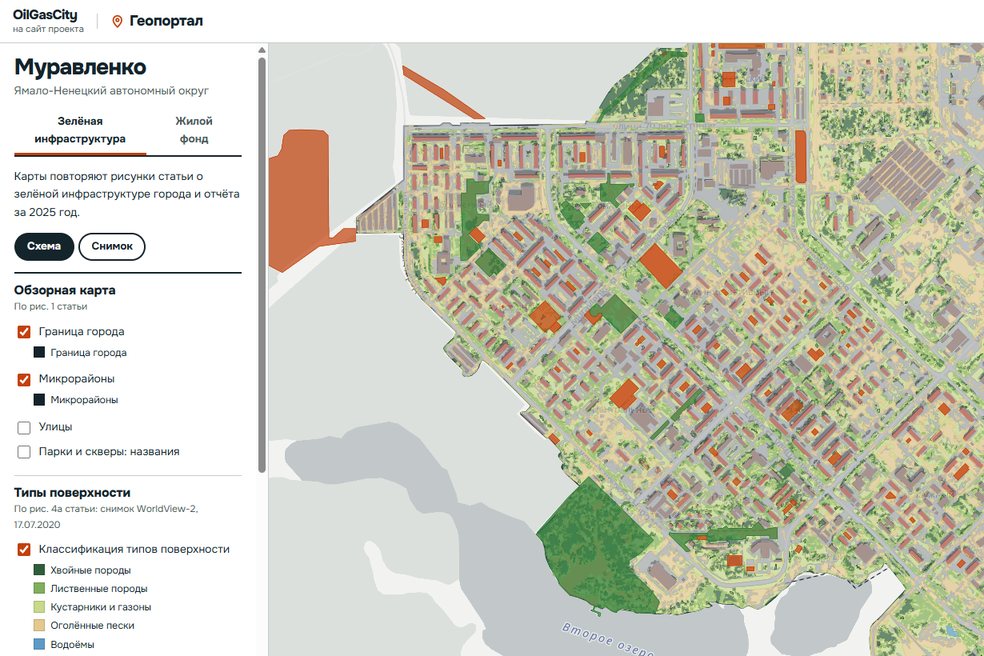 OilGasCity
на сайт проекта
Геопортал
Муравленко
Ямало-Ненецкий автономный округ
Зелёная
инфраструктура
Жилой
фонд
Карты повторяют рисунки статьи о
зелёной инфраструктуре города и отчёта
за 2025 год.
Схема
Снимок
Обзорная карта
По рис. 1 статьи
Граница города
Граница города
Микрорайоны
Микрорайоны
Улицы
Парки и скверы: названия
Типы поверхности
По рис. 4а статьи: снимок WorldView-2,
17.07.2020
Классификация типов поверхности
Хвойные породы
Лиственные породы
Кустарники и газоны
Оголённые пески
Водоёмы
Второе озеро